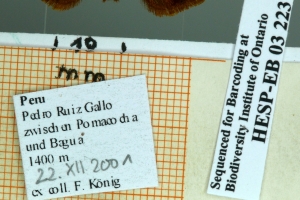 10
mm
Peru
Pedro Ruiz Gallo
zwischen Pomacocha
und Bagua
1400 m
22.XII 2001
ex coll. F. König
Sequenced for Barcoding at
Biodiversity Institute of Ontario
HESP-EB 03 223